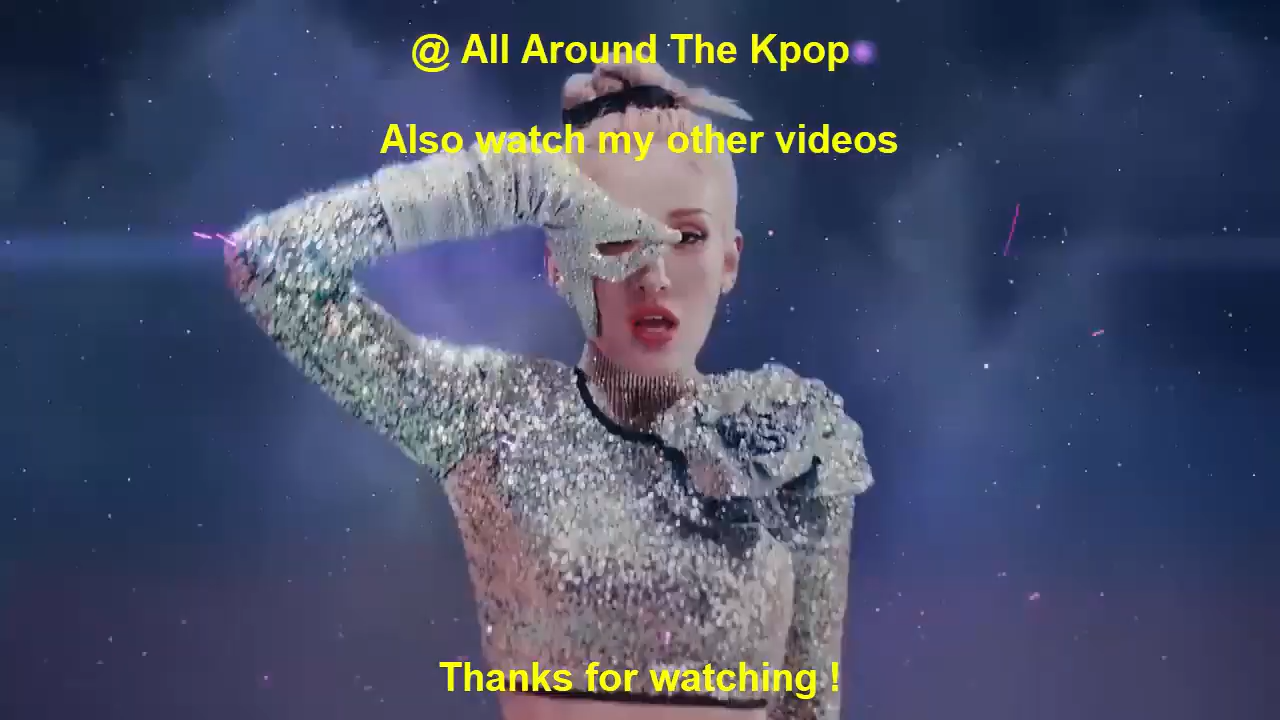 @ All Around The Kpop
Also watch my other videos
Thanks for watching !